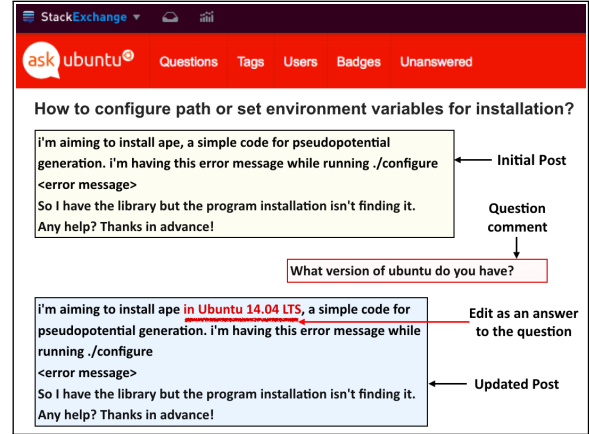 StackExchange
ask ubuntu
Questions Tags Users Badges Unanswered
How to configure path or set environment variables for installation?
i'm aiming to install ape, a simple code for pseudopotential
generation. i'm having this error message while running ./configure
<error message>
So I have the library but the program installation isn't finding it.
Any help? Thanks in advance!
Initial Post
Question
comment
What version of ubuntu do you have?
i'm aiming to install ape in Ubuntu 14.04 LTS, a simple code for
pseudopotential generation. i'm having this error message while
running ./configure
<error message>
So I have the library but the program installation isn't finding it.
Any help? Thanks in advance!
Edit as an answer
to the question
Updated Post